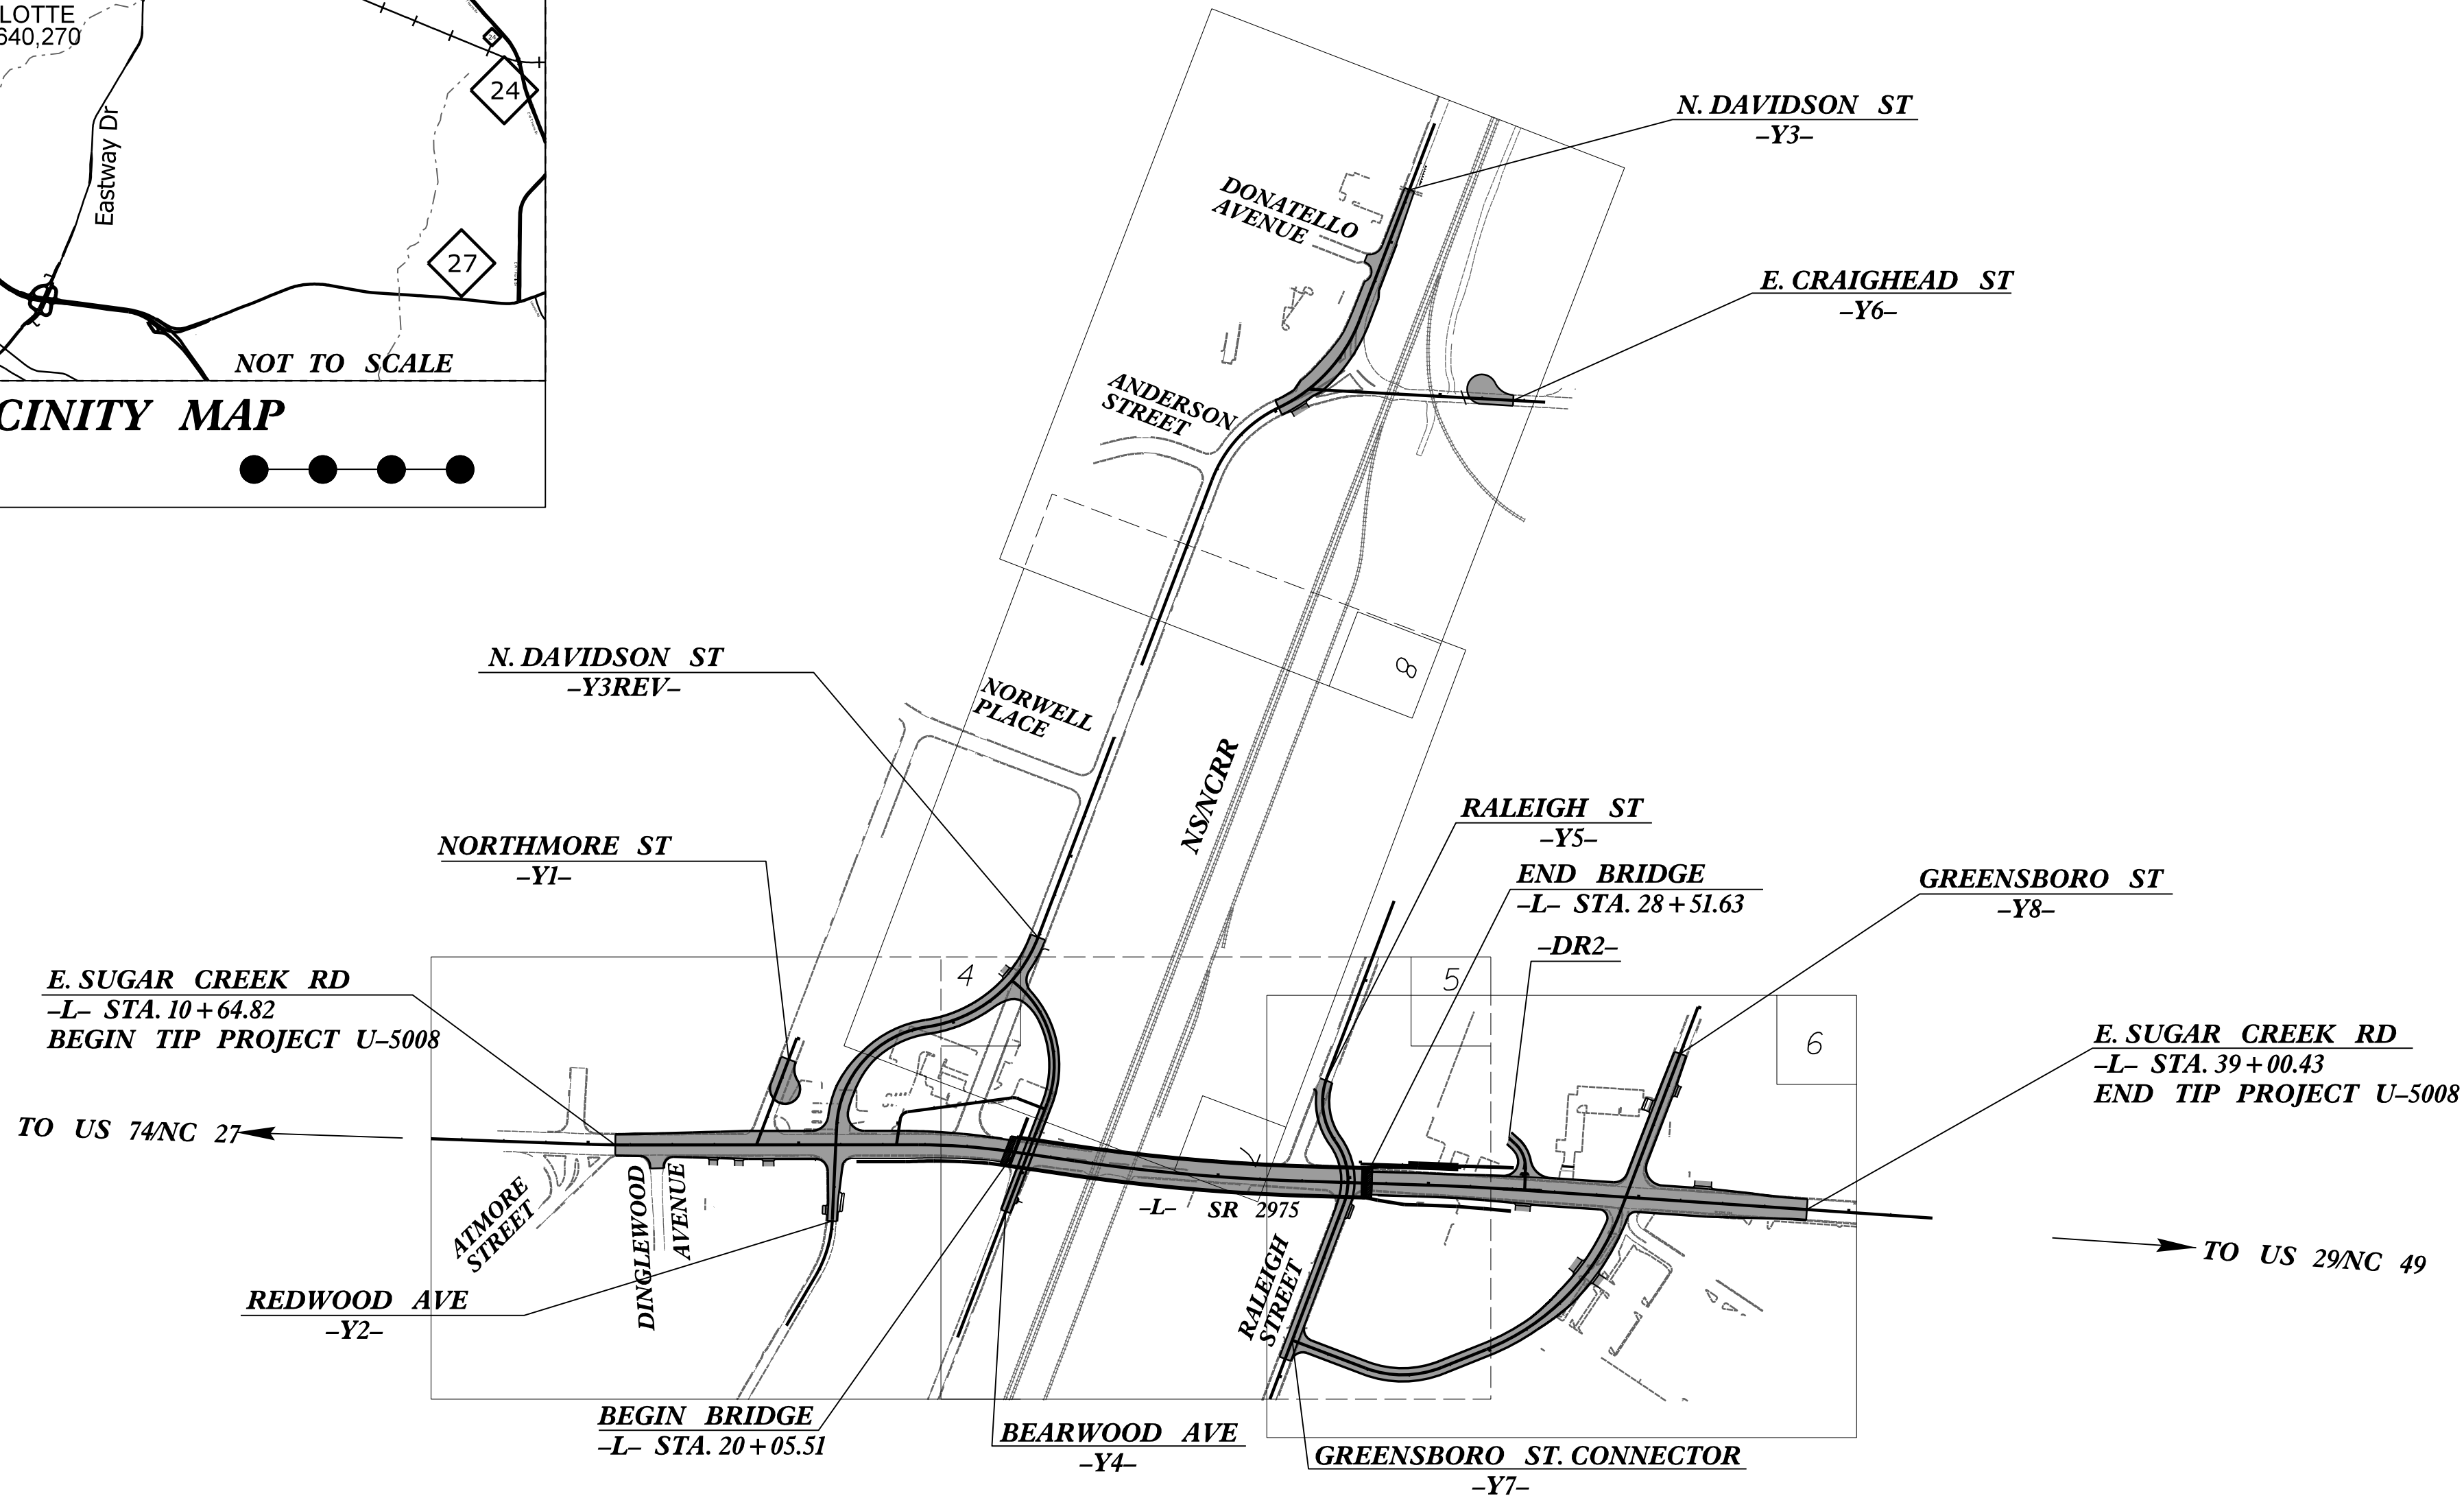 LOTTE
640,270
24
Eastway Dr
27
NOT TO SCALE
CINITY MAP
N. DAVIDSON ST
–Y3–
DONATELLO
AVENUE
E. CRAIGHEAD ST
–Y6–
ANDERSON
STREET
8
N. DAVIDSON ST
–Y3REV–
NORWELL
PLACE
NS/NCRR
RALEIGH ST
–Y5–
NORTHMORE ST
–Y1–
END BRIDGE
–L– STA. 28+51.63
GREENSBORO ST
–Y8–
–DR2–
4
5
E. SUGAR CREEK RD
–L– STA. 10+64.82
BEGIN TIP PROJECT U–5008
6
E. SUGAR CREEK RD
–L– STA. 39+00.43
END TIP PROJECT U–5008
TO US 74/NC 27
ATMORE
STREET
DINGLEWOOD
AVENUE
–L– SR 2975
RALEIGH
STREET
TO US 29/NC 49
REDWOOD AVE
–Y2–
BEGIN BRIDGE
–L– STA. 20+05.51
BEARWOOD AVE
–Y4–
GREENSBORO ST. CONNECTOR
–Y7–